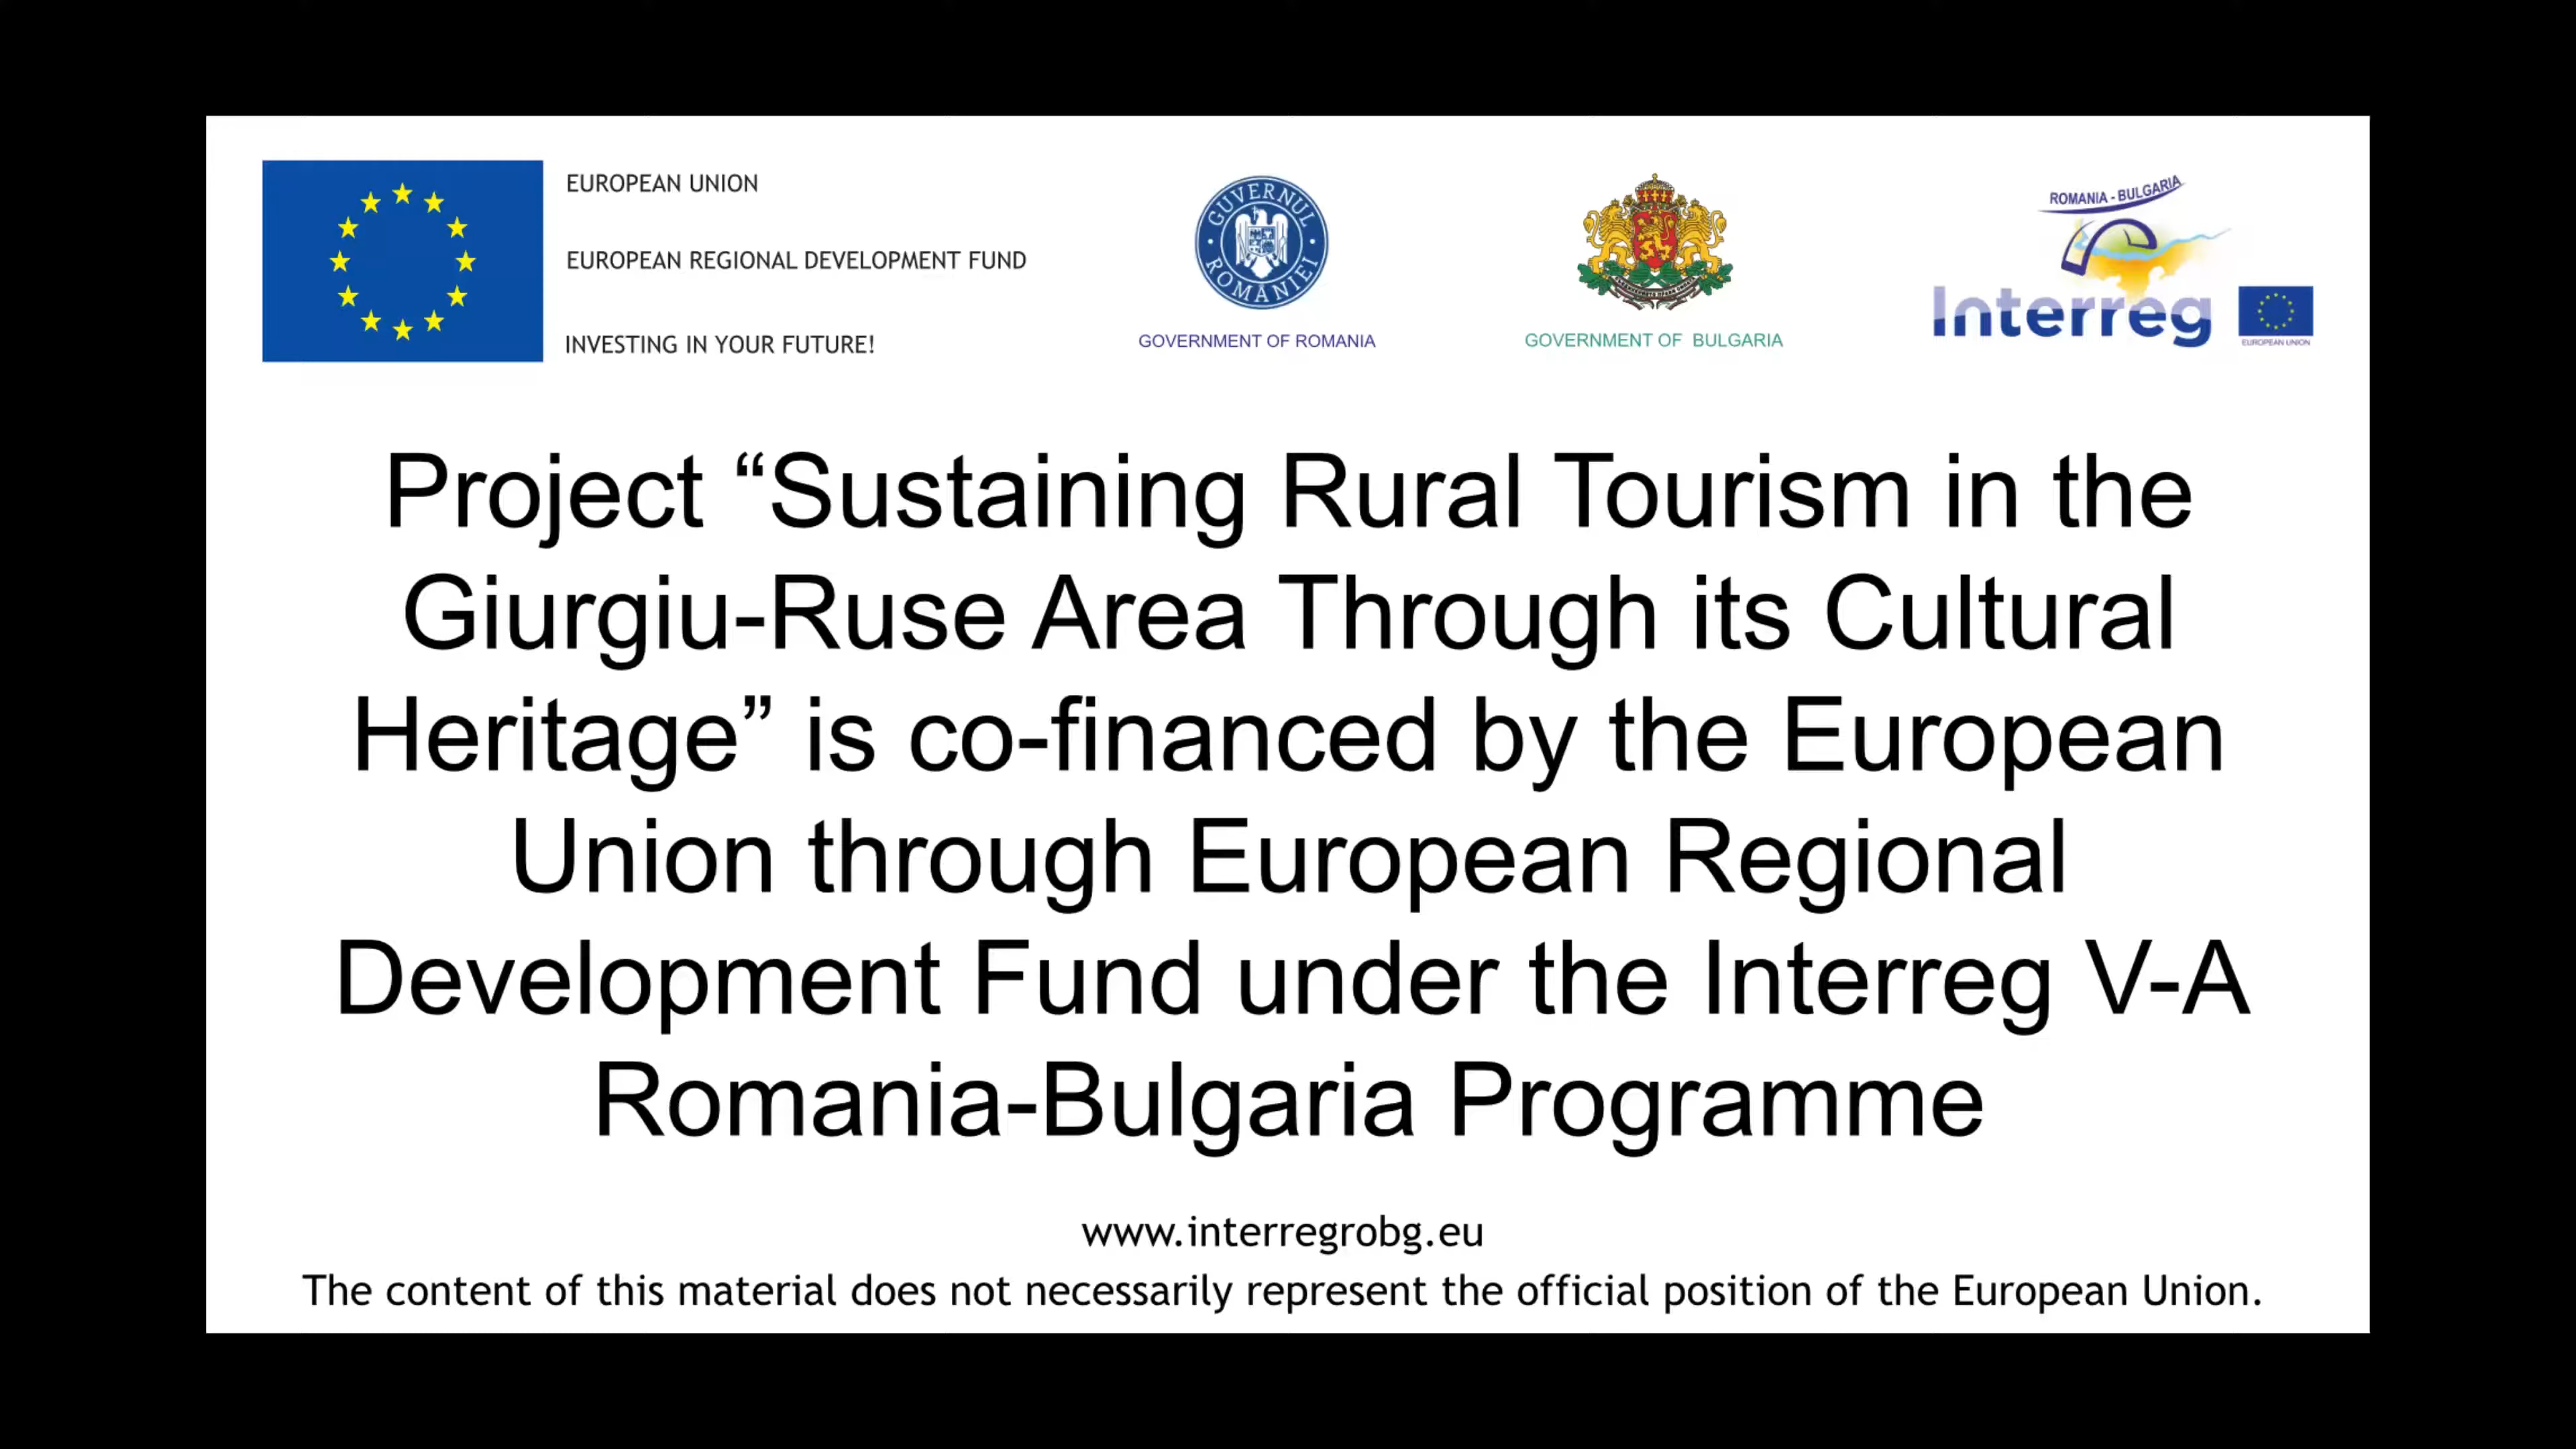 EUROPEAN UNION
EUROPEAN REGIONAL DEVELOPMENT FUND
INVESTING IN YOUR FUTURE!
GUVERNUL ROMÂNIEI
GOVERNMENT OF ROMANIA
GOVERNMENT OF BULGARIA
ROMANIA - BULGARIA
Interreg
EUROPEAN UNION
Project “Sustaining Rural Tourism in the
Giurgiu-Ruse Area Through its Cultural
Heritage” is co-financed by the European
Union through European Regional
Development Fund under the Interreg V-A
Romania-Bulgaria Programme
www.interregrobg.eu
The content of this material does not necessarily represent the official position of the European Union.